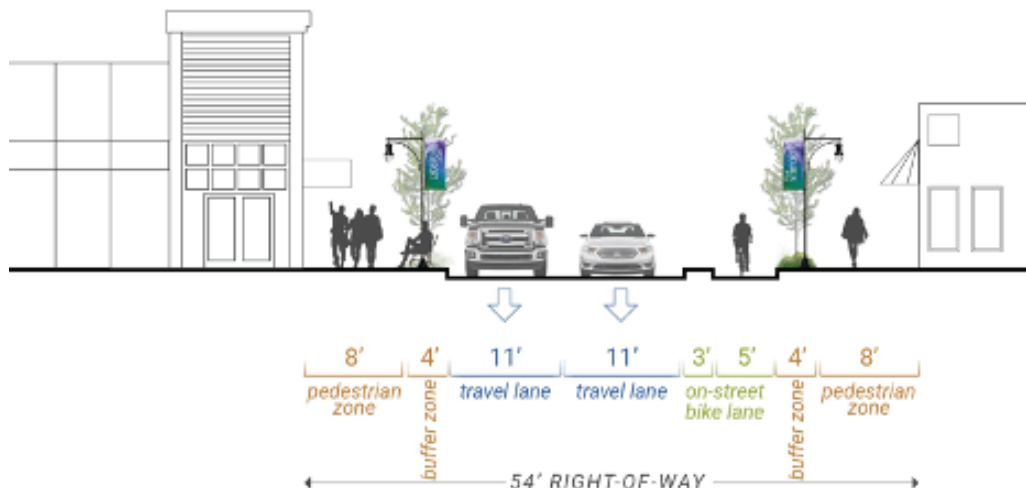 8' 4' 11' 11' 3' 5' 4' 8'
pedestrian zone
buffer zone
travel lane
travel lane
on-street bike lane
buffer zone
pedestrian zone
54' RIGHT-OF-WAY